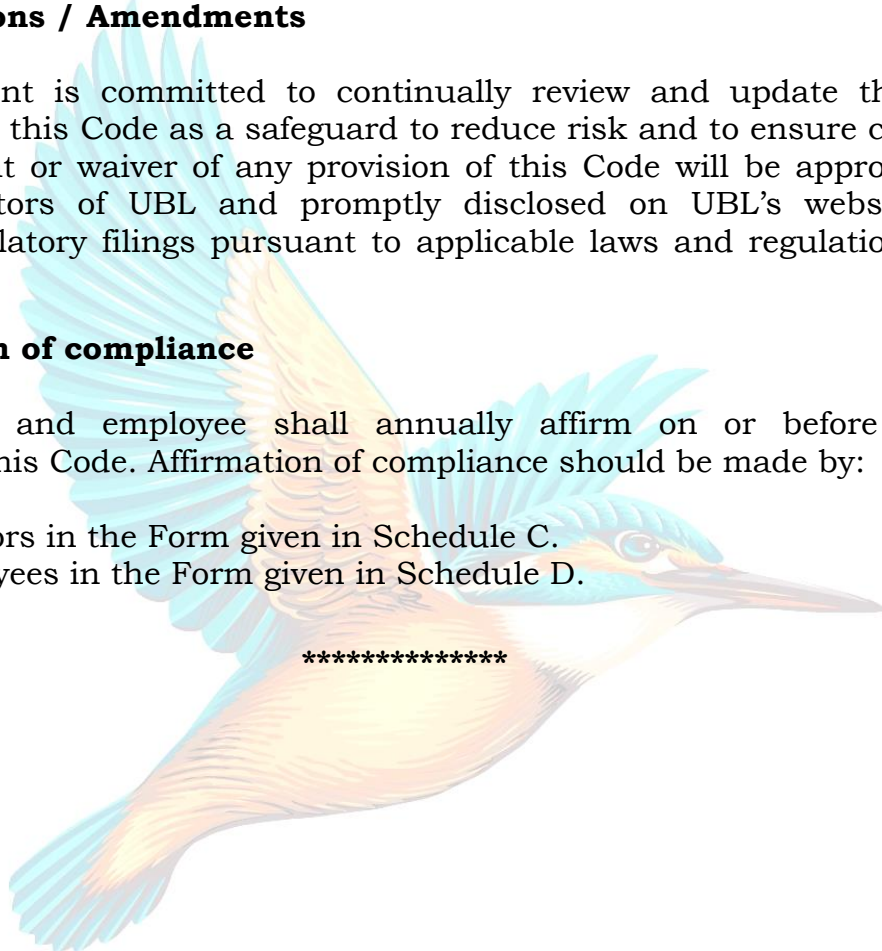 ons / Amendments
nt is committed to continually review and update th
this Code as a safeguard to reduce risk and to ensure c
t or waiver of any provision of this Code will be appro
tors of UBL and promptly disclosed on UBL’s webs
latory filings pursuant to applicable laws and regulatio
n of compliance
and employee shall annually affirm on or before
his Code. Affirmation of compliance should be made by:
ors in the Form given in Schedule C.
yees in the Form given in Schedule D.
**************